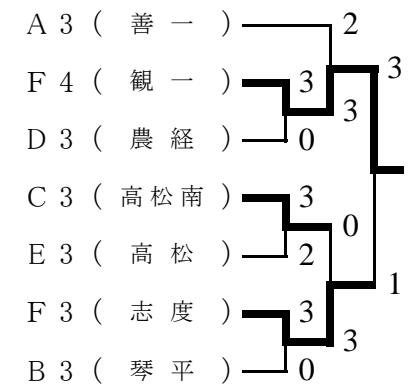 A 3 ( 善一 ) 2
F 4 ( 観一 ) 3 3
D 3 ( 農経 ) 0 3
C 3 ( 高松南 ) 3
E 3 ( 高松 ) 2 0
F 3 ( 志度 ) 3 1
B 3 ( 琴平 ) 0 3